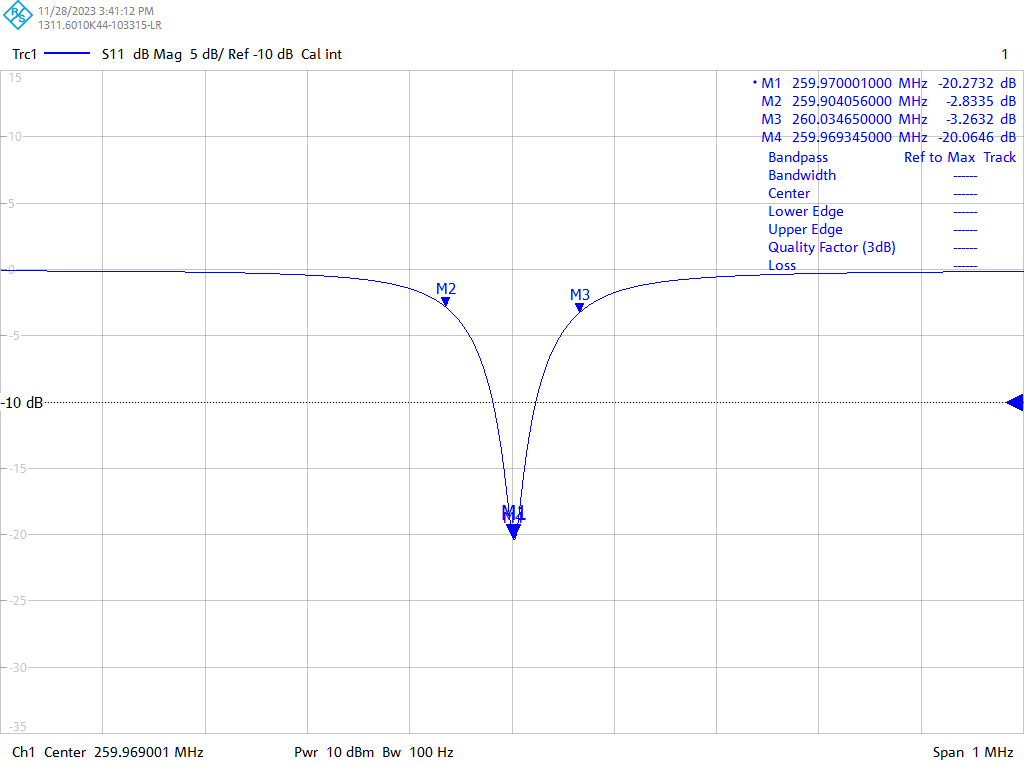 R&S
11/28/2023 3:41:12 PM
1311.6010K44-103315-LR
Trc1 S11 dB Mag 5 dB/ Ref -10 dB Cal int 1
15
M1 259.970001000 MHz -20.2732 dB
M2 259.904056000 MHz -2.8335 dB
M3 260.034650000 MHz -3.2632 dB
10
M4 259.969345000 MHz -20.0646 dB
Bandpass Ref to Max Track
Bandwidth ------
Center ------
5
Lower Edge ------
Upper Edge ------
Quality Factor (3dB) ------
Loss ------
0
M2
M3
-5
-10 dB
-15
M1
-20
-25
-30
-35
Ch1 Center 259.969001 MHz Pwr 10 dBm Bw 100 Hz Span 1 MHz